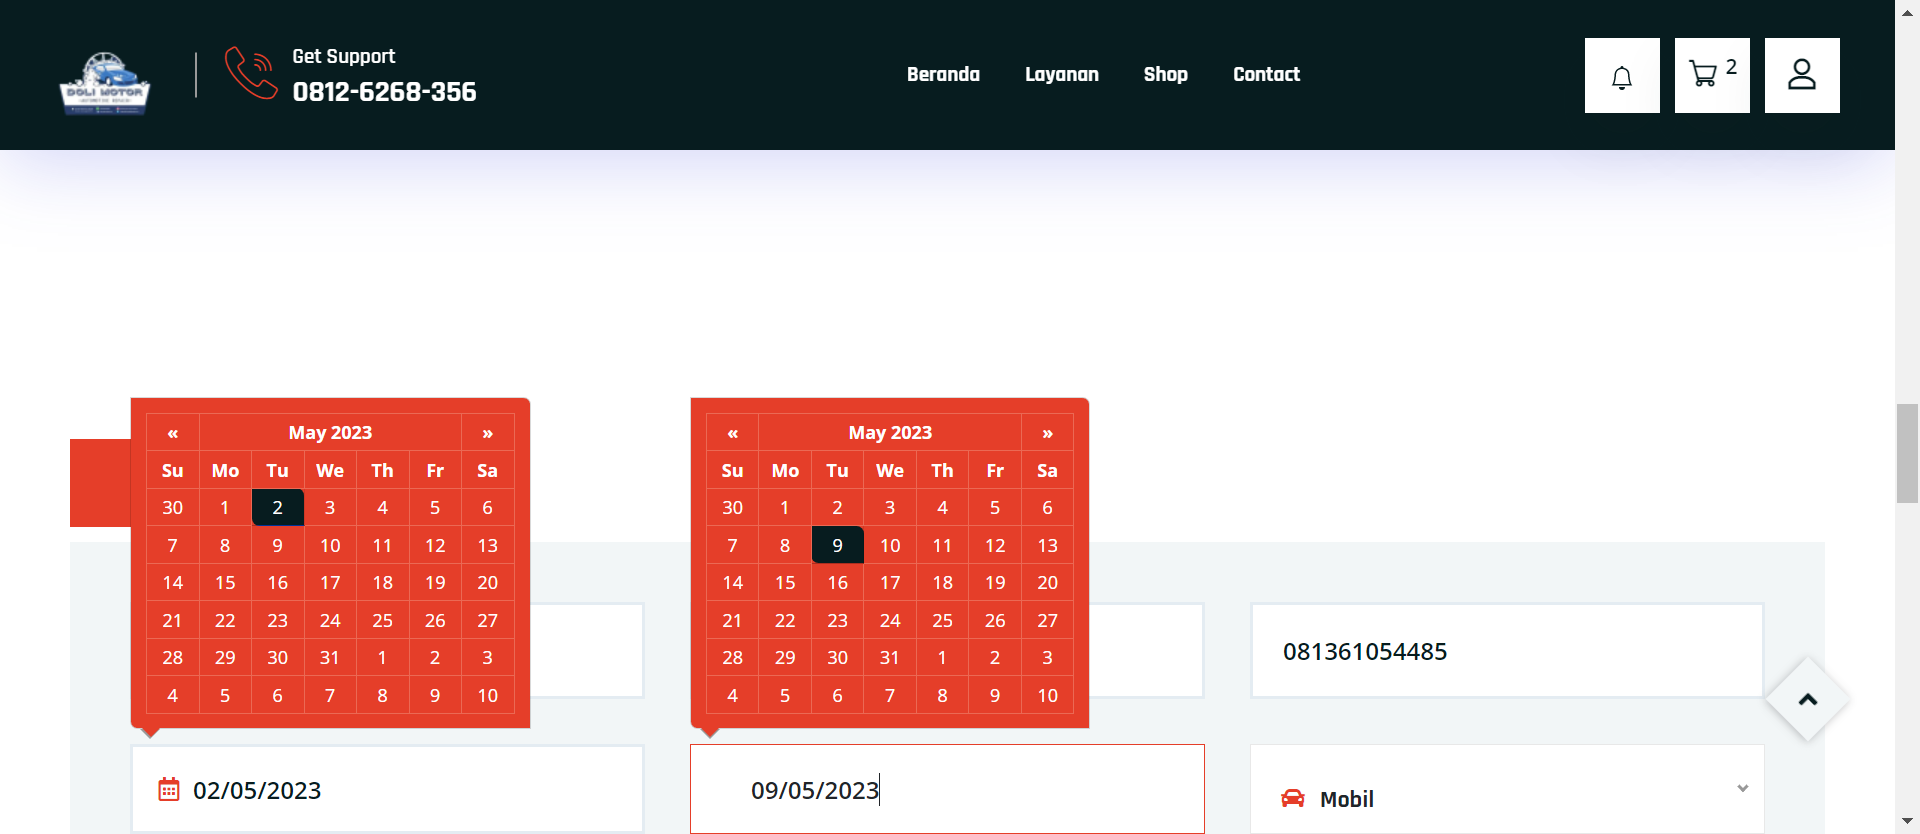 DOLI MOTOR
Get Support
0812-6268-356
Beranda
Layanan
Shop
Contact
2
« May 2023 »
Su Mo Tu We Th Fr Sa
30 1 2 3 4 5 6
7 8 9 10 11 12 13
14 15 16 17 18 19 20
21 22 23 24 25 26 27
28 29 30 31 1 2 3
4 5 6 7 8 9 10
« May 2023 »
Su Mo Tu We Th Fr Sa
30 1 2 3 4 5 6
7 8 9 10 11 12 13
14 15 16 17 18 19 20
21 22 23 24 25 26 27
28 29 30 31 1 2 3
4 5 6 7 8 9 10
081361054485
02/05/2023
09/05/2023
Mobil